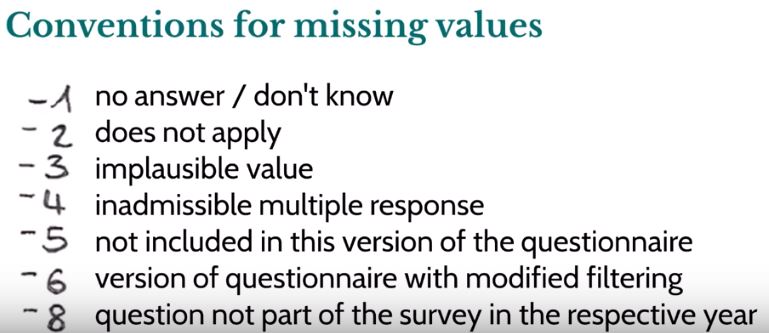 Conventions for missing values
-1 no answer / don't know
-2 does not apply
-3 implausible value
-4 inadmissible multiple response
-5 not included in this version of the questionnaire
-6 version of questionnaire with modified filtering
-8 question not part of the survey in the respective year